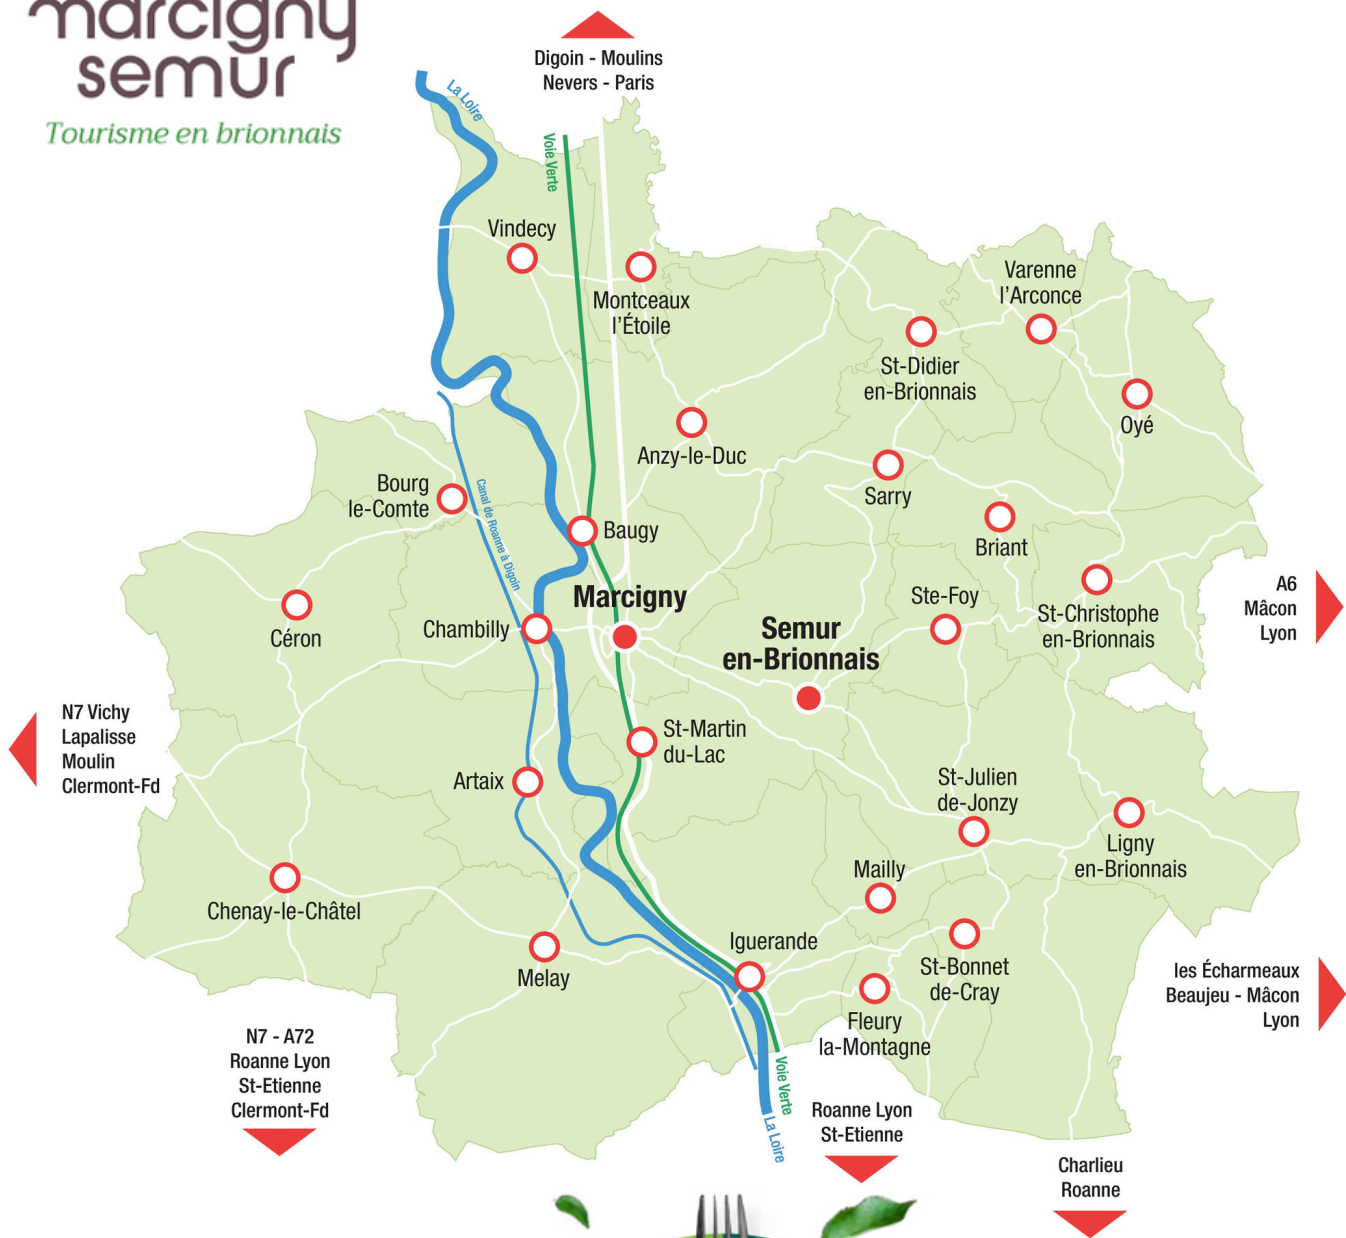 marcigny
semur
Tourisme en brionnais
Digoin - Moulins
Nevers - Paris
La Loire
Voie Verte
Vindecy
Montceaux
l'Étoile
Varenne
l'Arconce
St-Didier
en-Brionnais
Oyé
Anzy-le-Duc
Sarry
Bourg
le-Comte
Canal de Roanne à Digoin
Baugy
Briant
Marcigny
Ste-Foy
St-Christophe
en-Brionnais
A6
Mâcon
Lyon
Céron
Chambilly
Semur
en-Brionnais
N7 Vichy
Lapalisse
Moulin
Clermont-Fd
St-Martin
du-Lac
Artaix
St-Julien
de-Jonzy
Ligny
en-Brionnais
Mailly
Chenay-le-Châtel
Iguerande
Melay
St-Bonnet
de-Cray
les Écharmeaux
Beaujeu - Mâcon
Lyon
Fleury
la-Montagne
N7 - A72
Roanne Lyon
St-Etienne
Clermont-Fd
Voie Verte
La Loire
Roanne Lyon
St-Etienne
Charlieu
Roanne